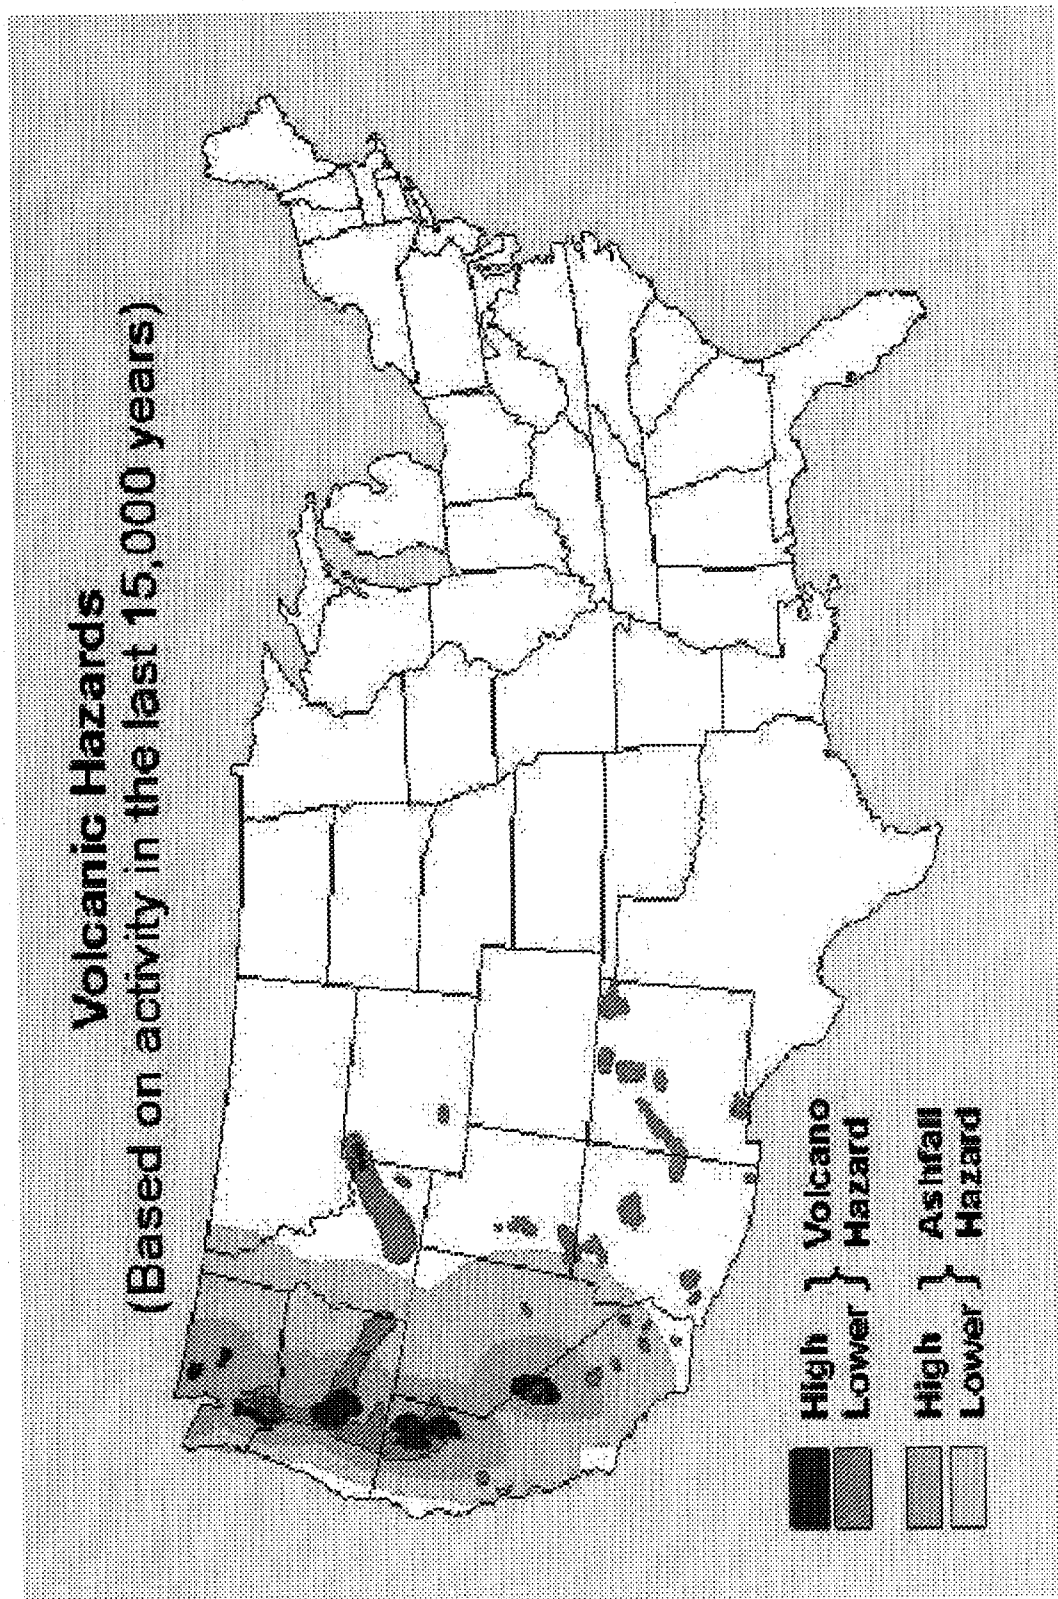 Volcanic Hazards
(Based on activity in the last 15,000 years)
High } Volcano
Lower } Hazard
High } Ashfall
Lower } Hazard